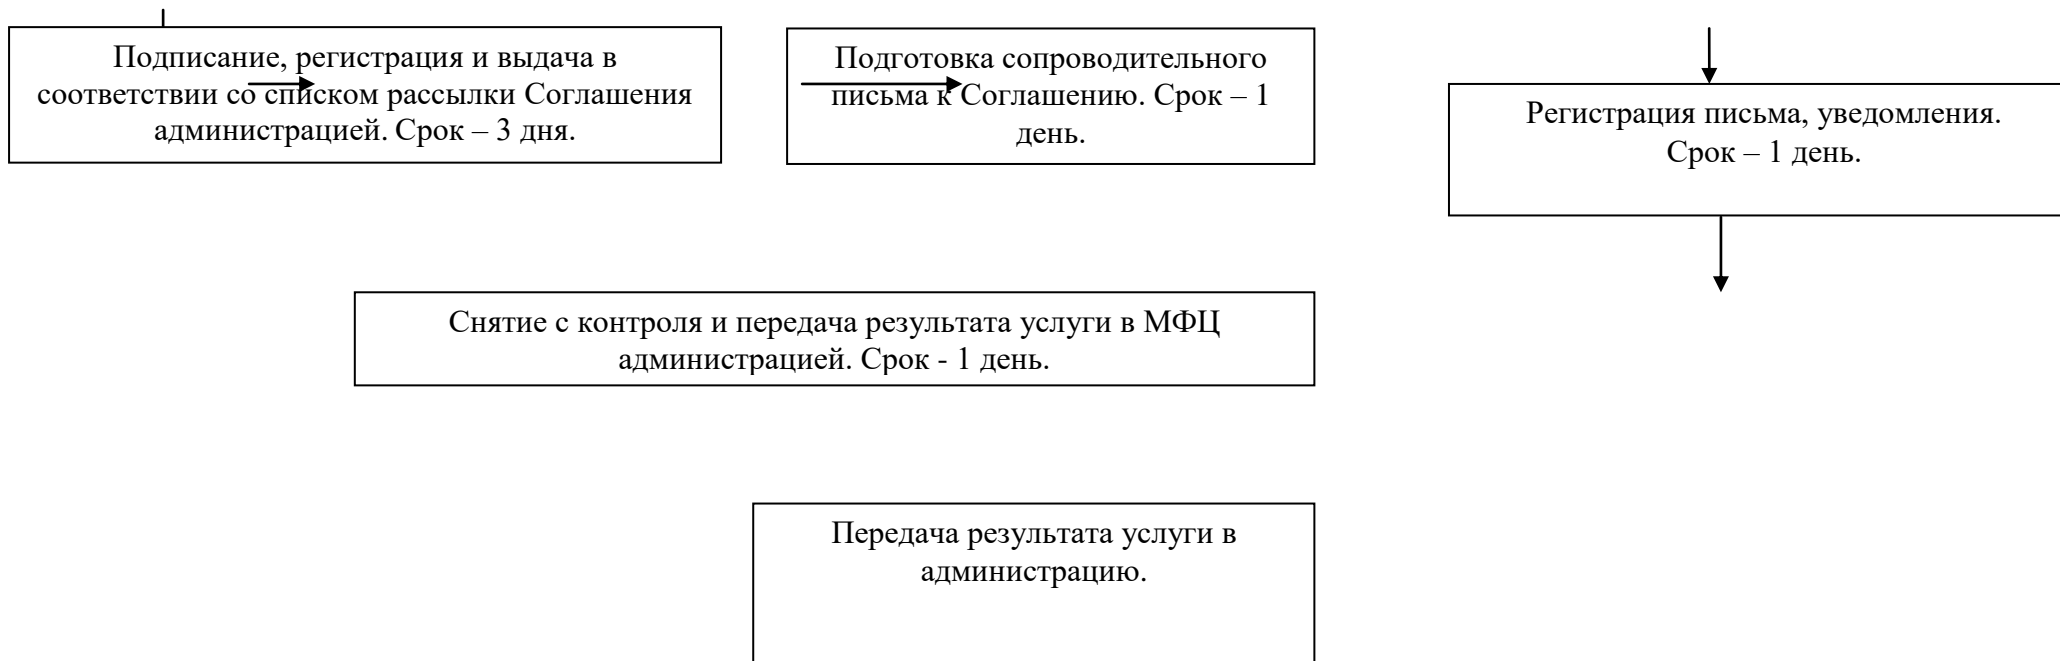 Подписание, регистрация и выдача в
соответствии со списком рассылки Соглашения
администрацией. Срок – 3 дня.
Подготовка сопроводительного
письма к Соглашению. Срок – 1
день.
Регистрация письма, уведомления.
Срок – 1 день.
Снятие с контроля и передача результата услуги в МФЦ
администрацией. Срок - 1 день.
Передача результата услуги в
администрацию.